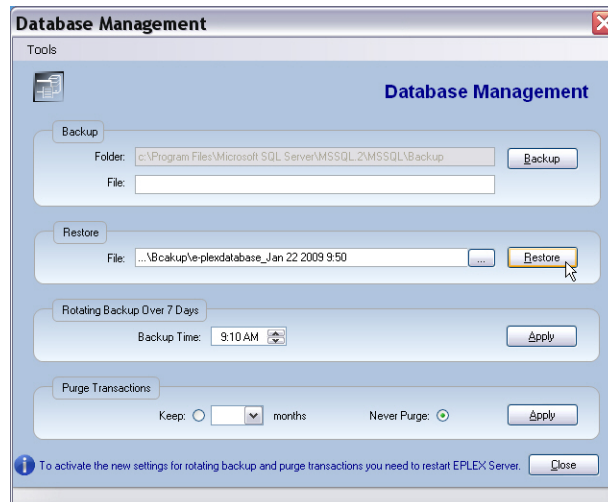 Database Management
Tools
Database Management
Backup
Folder: c:\Program Files\Microsoft SQL Server\MSSQL.2\MSSQL\Backup Backup
File:
Restore
File: ...\Bcakup\e-plexdatabase_Jan 22 2009 9:50 ... Restore
Rotating Backup Over 7 Days
Backup Time: 9:10 AM Apply
Purge Transactions
Keep: months Never Purge: Apply
To activate the new settings for rotating backup and purge transactions you need to restart EPLEX Server. Close